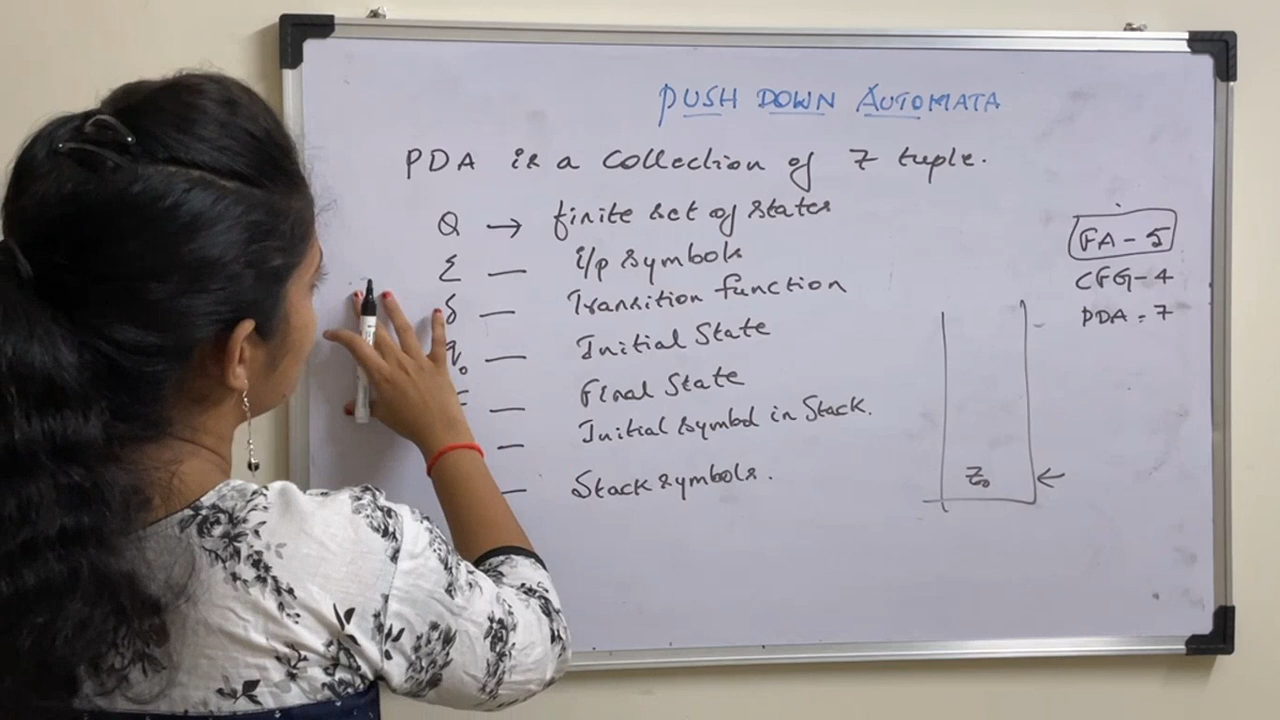 PUSH DOWN AUTOMATA
PDA is a collection of 7 tuple.
Q → finite set of states
Σ — i/p symbols
δ — Transition function
q₀ — Initial State
— Final State
— Initial symbol in Stack.
— Stack symbols.
FA - 5
CFG - 4
PDA = 7
Z₀ ←